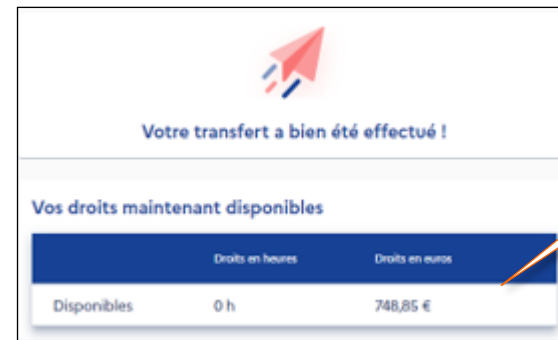 Votre transfert a bien été effectué !
Vos droits maintenant disponibles
Droits en heures Droits en euros
Disponibles 0 h 748,85 €